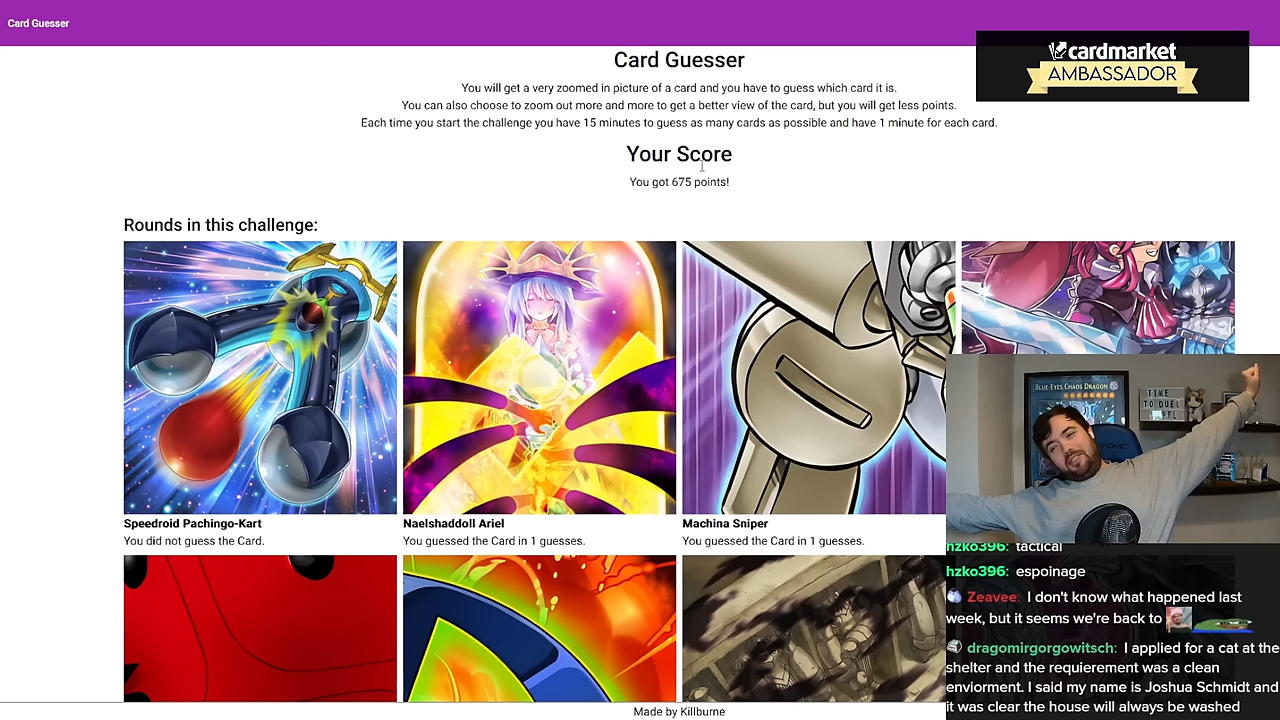 Card Guesser
cardmarket
AMBASSADOR
Card Guesser
You will get a very zoomed in picture of a card and you have to guess which card it is.
You can also choose to zoom out more and more to get a better view of the card, but you will get less points.
Each time you start the challenge you have 15 minutes to guess as many cards as possible and have 1 minute for each card.
Your Score
You got 675 points!
Rounds in this challenge:
Speedroid Pachingo-Kart
You did not guess the Card.
Naelshaddoll Ariel
You guessed the Card in 1 guesses.
Machina Sniper
You guessed the Card in 1 guesses.
BLUE-EYES CHAOS DRAGON
TIME
TO DUEL
hzko396: tactical
hzko396: espoinage
Zeavee: I don't know what happened last
week, but it seems we're back to
dragomirgorgowitsch: I applied for a cat at the
shelter and the requierement was a clean
enviorment. I said my name is Joshua Schmidt and
it was clear the house will always be washed
Made by Killburne